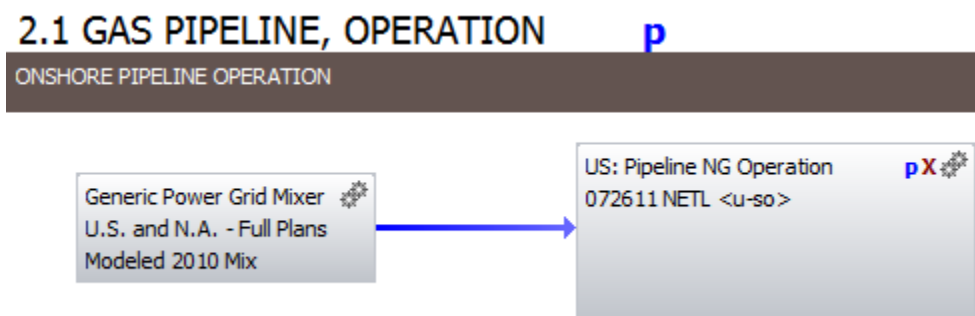 2.1 GAS PIPELINE, OPERATION p
ONSHORE PIPELINE OPERATION
Generic Power Grid Mixer
U.S. and N.A. - Full Plans
Modeled 2010 Mix
US: Pipeline NG Operation pX
072611 NETL <u-so>